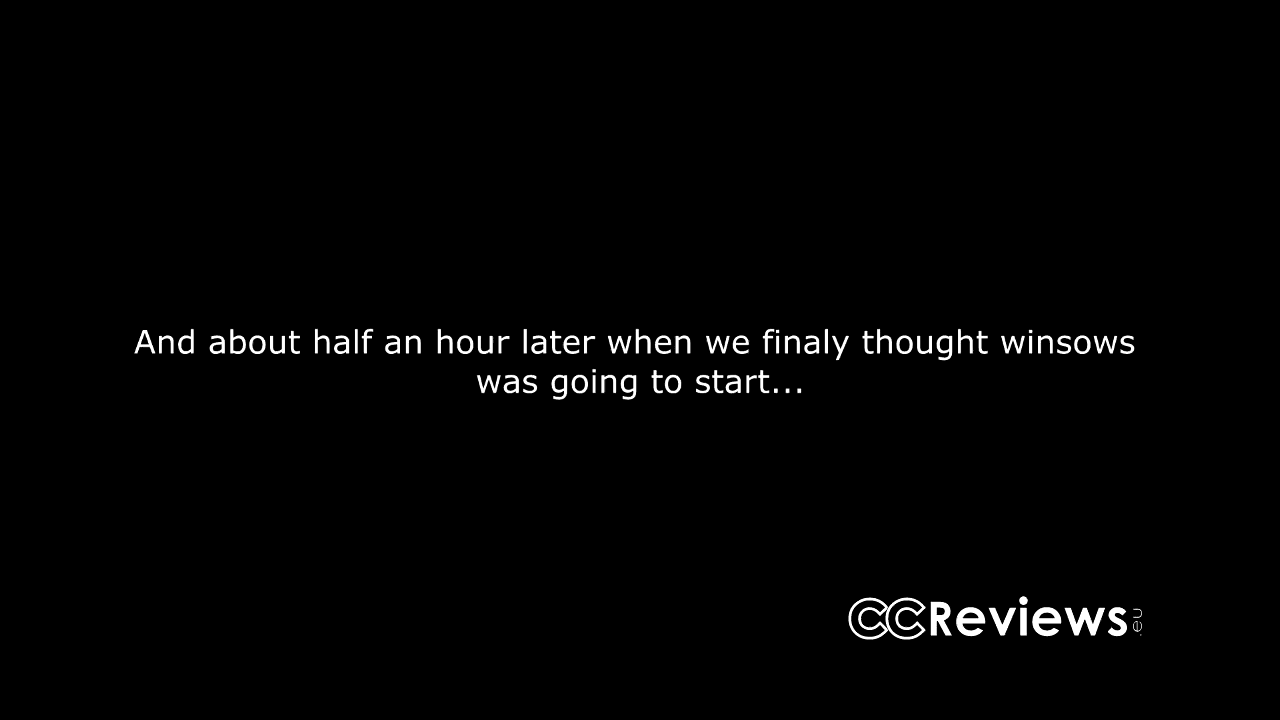 And about half an hour later when we finaly thought winsows
was going to start...
CCReviews.eu